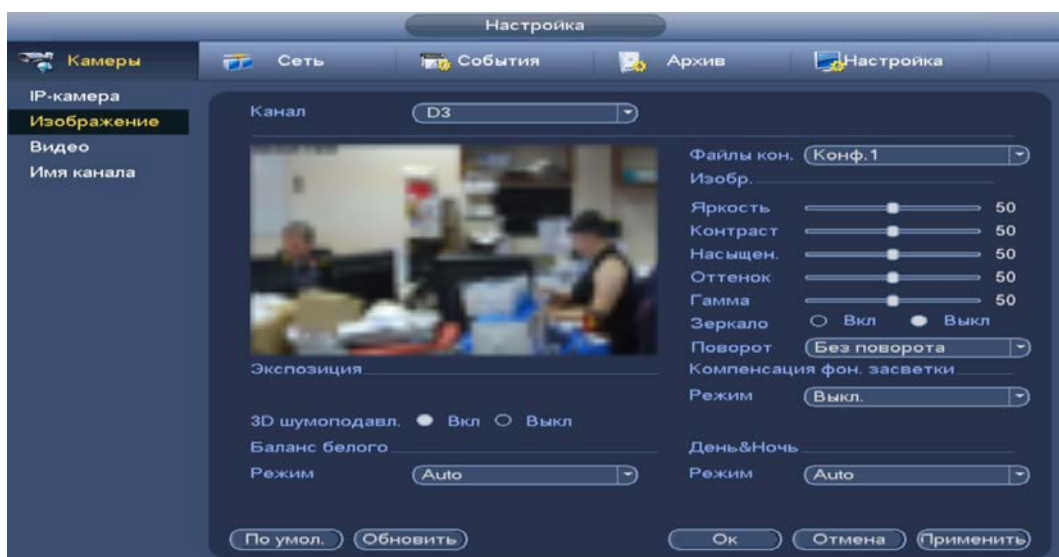 Настройка
Камеры
Сеть
События
Архив
Настройка
IP-камера
Изображение
Видео
Имя канала
Канал
D3
Файлы кон.
Конф.1
Изобр.
Яркость
50
Контраст
50
Насыщен.
50
Оттенок
50
Гамма
50
Зеркало
Вкл
Выкл
Поворот
Без поворота
Экспозиция
Компенсация фон. засветки
Режим
Выкл.
3D шумоподавл.
Вкл
Выкл
Баланс белого
День&Ночь
Режим
Auto
Режим
Auto
По умол.
Обновить
Ок
Отмена
Применить